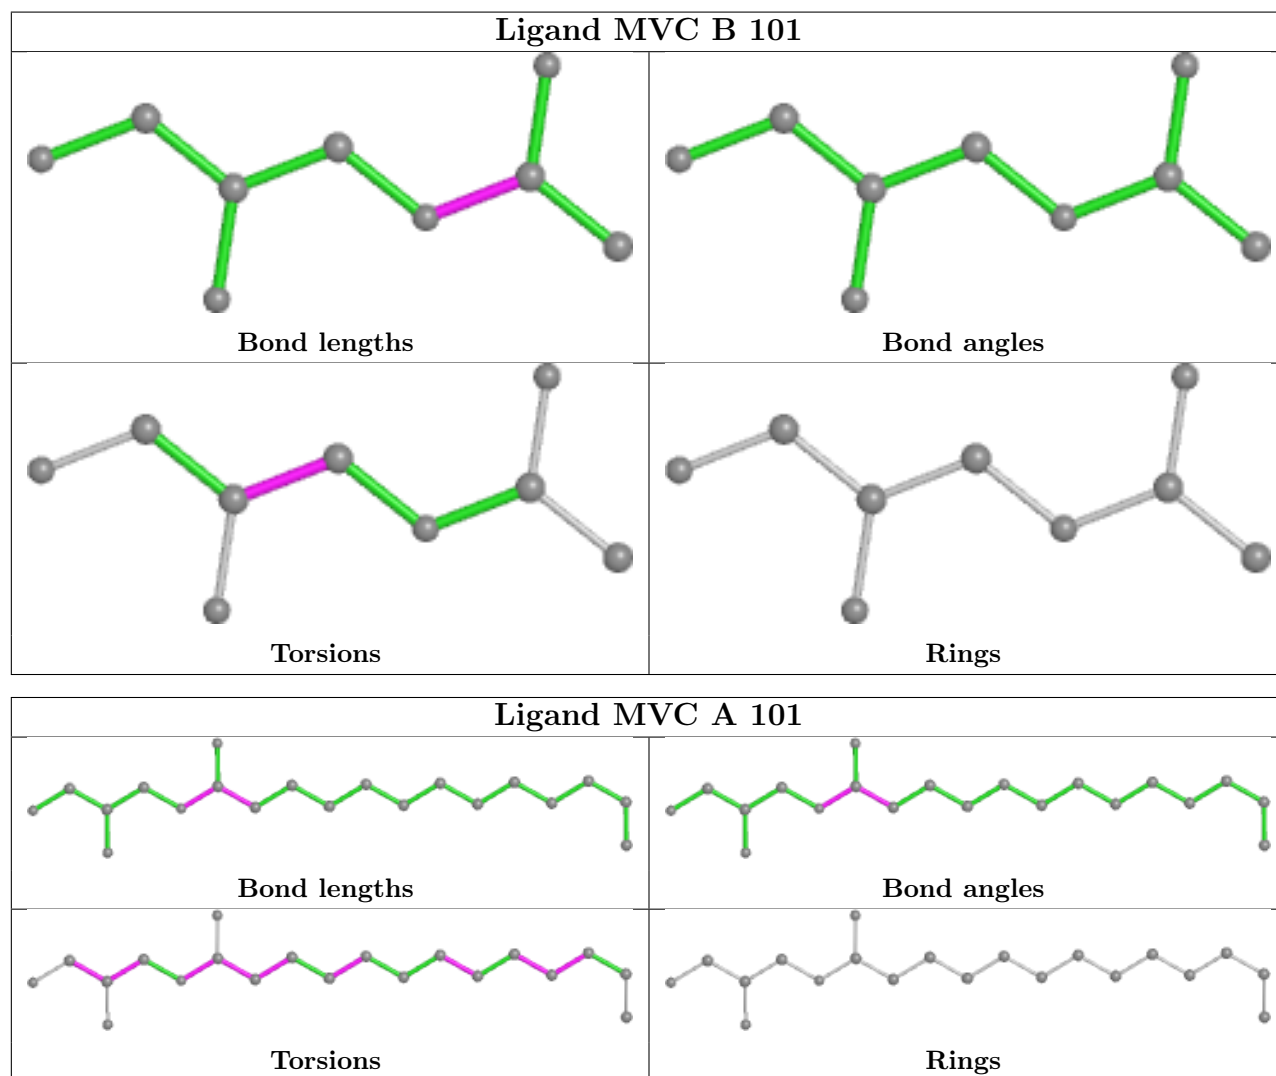 Ligand MVC B 101
Bond lengths
Bond angles
Torsions
Rings
Ligand MVC A 101
Bond lengths
Bond angles
Torsions
Rings